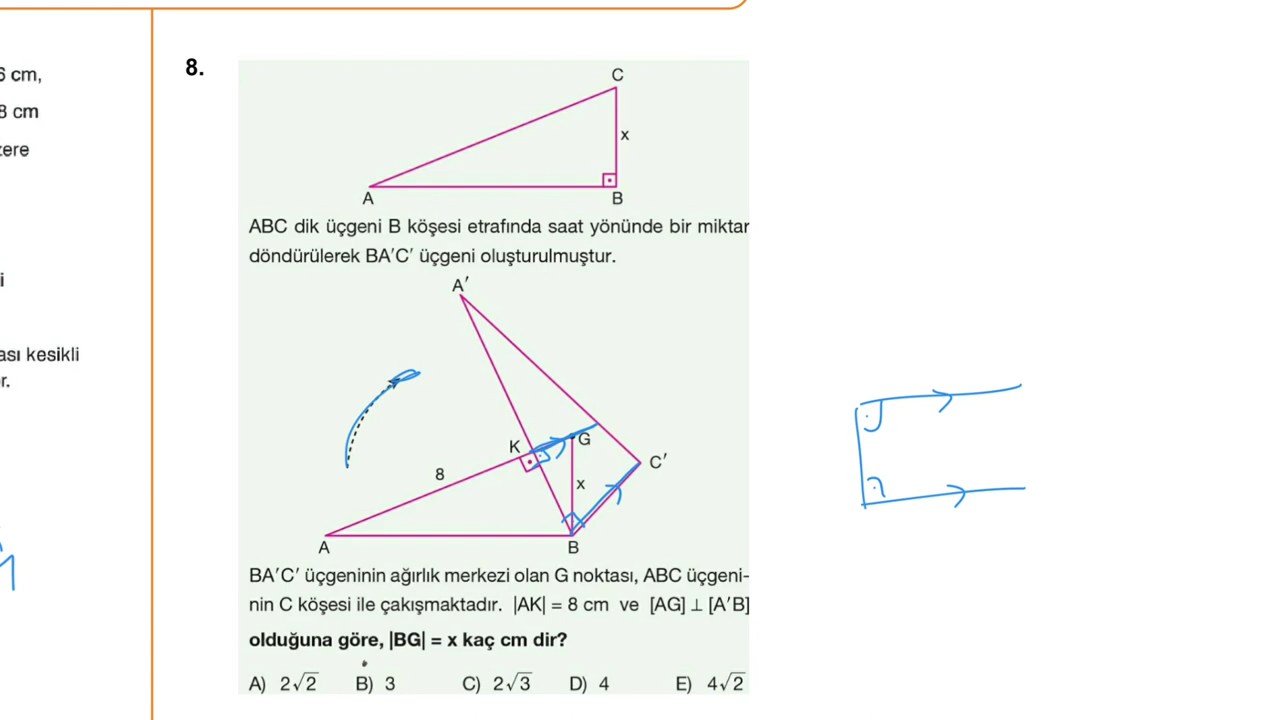 6 cm,
8 cm
zere
i
ası kesikli
r.
8.
C
x
A
B
ABC dik üçgeni B köşesi etrafında saat yönünde bir miktar
döndürülerek BA′C′ üçgeni oluşturulmuştur.
A′
K
G
C′
8
x
A
B
BA′C′ üçgeninin ağırlık merkezi olan G noktası, ABC üçgeni-
nin C köşesi ile çakışmaktadır. |AK| = 8 cm ve [AG] ⊥ [A′B]
olduğuna göre, |BG| = x kaç cm dir?
A) 2√2 B) 3 C) 2√3 D) 4 E) 4√2